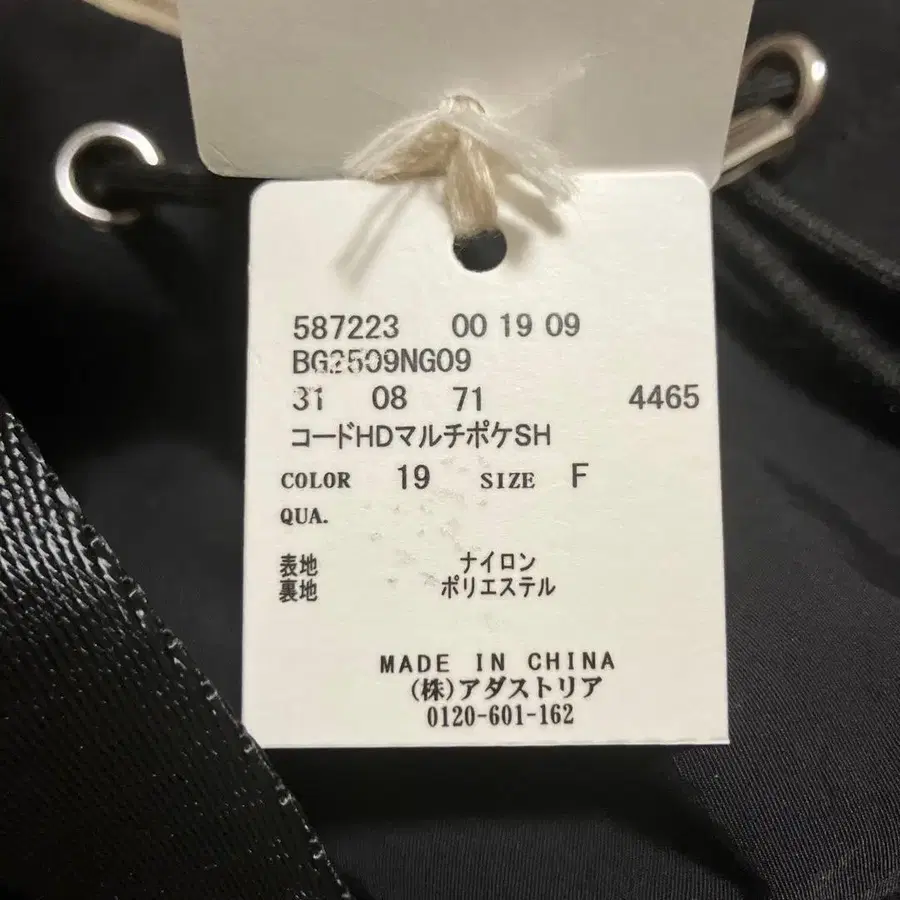 587223 00 19 09
BG2509NG09
31 08 71 4465
コードHDマルチポケSH
COLOR 19 SIZE F
QUA.
表地 ナイロン
裏地 ポリエステル
MADE IN CHINA
(株)アダストリア
0120-601-162